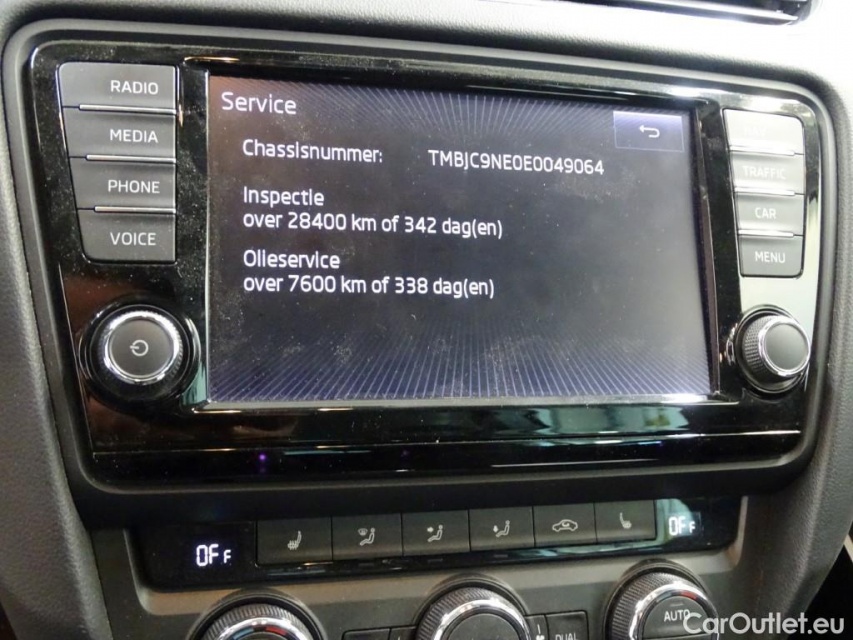 RADIO
MEDIA
PHONE
VOICE
Service
Chassisnummer: TMBJC9NE0E0049064
Inspectie
over 28400 km of 342 dag(en)
Olieservice
over 7600 km of 338 dag(en)
TRAFFIC
CAR
MENU
OFF
OFF
AUTO
DUAL
CarOutlet.eu